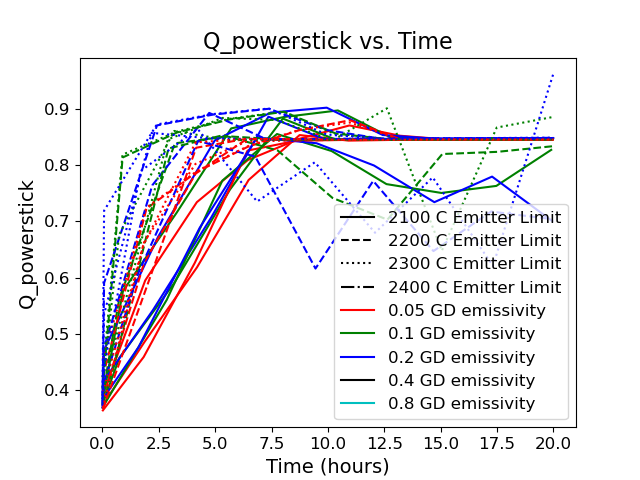 Q_powerstick vs. Time
0.9
0.8
0.7
0.6
0.5
0.4
Q_powerstick
2100 C Emitter Limit
2200 C Emitter Limit
2300 C Emitter Limit
2400 C Emitter Limit
0.05 GD emissivity
0.1 GD emissivity
0.2 GD emissivity
0.4 GD emissivity
0.8 GD emissivity
0.0 2.5 5.0 7.5 10.0 12.5 15.0 17.5 20.0
Time (hours)